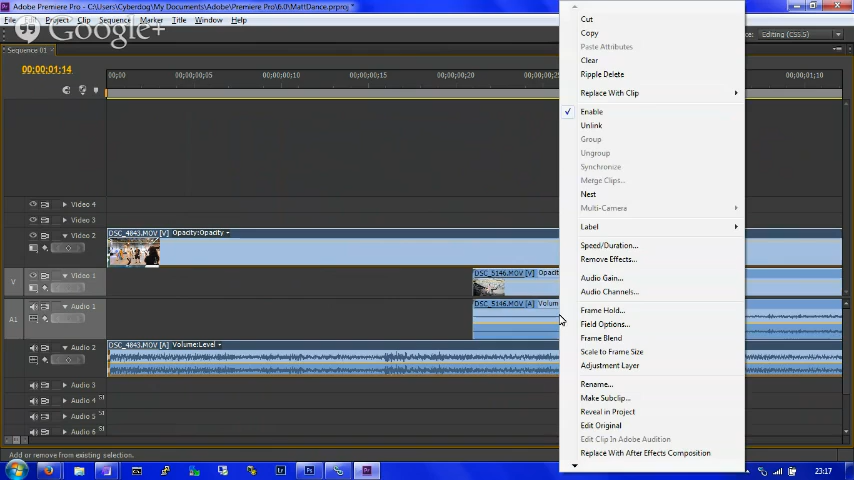 Adobe Premiere Pro - C:\Users\Cyberdog\My Documents\Adobe\Premiere Pro\6.0\MattDance.prproj *
File Edit Project Clip Sequence Marker Title Window Help
Google+
Editing (CS5.5)
Sequence 01
00;00;01;14
00;00 00;00;00;05 00;00;00;10 00;00;00;15 00;00;00;20 00;00;01;10
Video 4
Video 3
Video 2
DSC_4843.MOV [V] Opacity:Opacity
V
Video 1
DSC_5146.MOV [V] Opacit
A1
Audio 1
DSC_5146.MOV [A] Volum
Audio 2
DSC_4843.MOV [A] Volume:Level
Audio 3
Audio 4
Audio 5
Audio 6
Add or remove from existing selection.
Cut
Copy
Paste Attributes
Clear
Ripple Delete
Replace With Clip
Enable
Unlink
Group
Ungroup
Synchronize
Merge Clips...
Nest
Multi-Camera
Label
Speed/Duration...
Remove Effects...
Audio Gain...
Audio Channels...
Frame Hold...
Field Options...
Frame Blend
Scale to Frame Size
Adjustment Layer
Rename...
Make Subclip...
Reveal in Project
Edit Original
Edit Clip In Adobe Audition
Replace With After Effects Composition
Lr
Ps
Pr
23:17